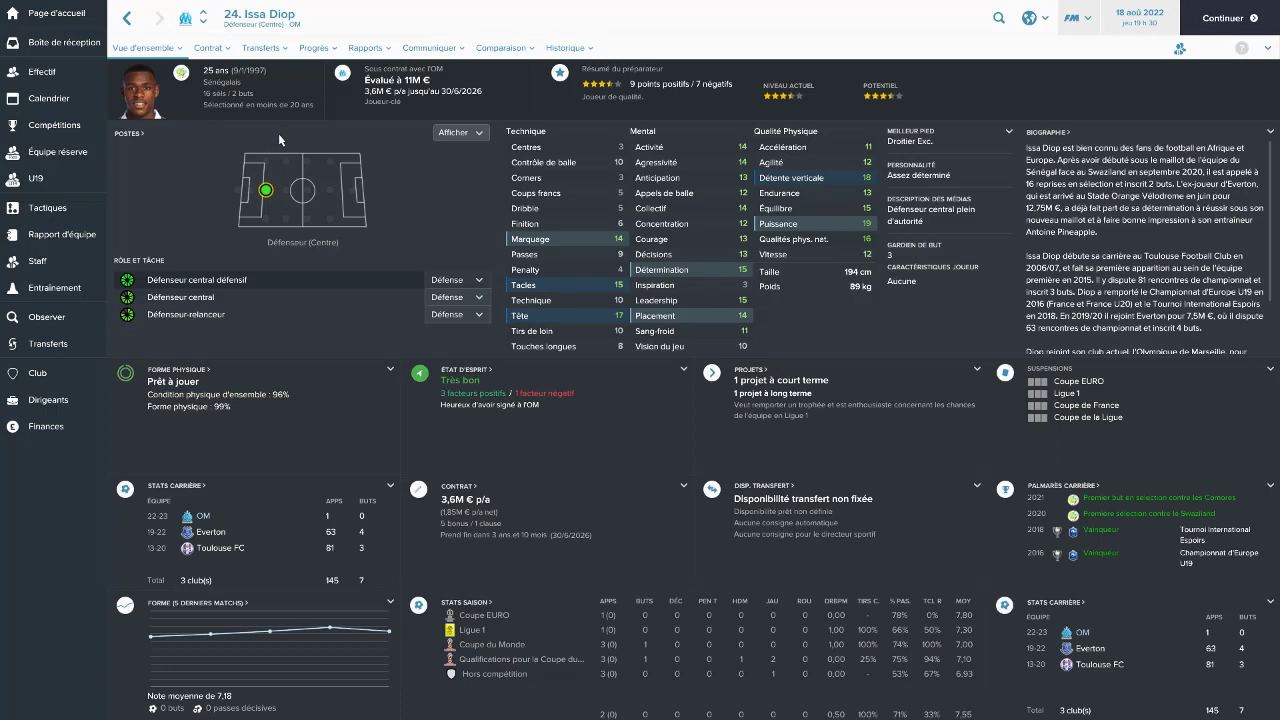 Page d'accueil
Boîte de réception
Effectif
Calendrier
Compétitions
Équipe réserve
U19
Tactiques
Rapport d'équipe
Staff
Entraînement
Observer
Transferts
Club
Dirigeants
Finances
24. Issa Diop
Défenseur (Centre) - OM
FM
18 aoû 2022
jeu 19 h 30
Continuer
Vue d'ensemble
Contrat
Transferts
Progrès
Rapports
Communiquer
Comparaison
Historique
25 ans (9/1/1997)
Sénégalais
16 séls / 2 buts
Sélectionné en moins de 20 ans
Sous contrat avec l'OM
Évalué à 11M €
3,6M € p/a jusqu'au 30/6/2026
Joueur-clé
Résumé du préparateur
9 points positifs / 7 négatifs
Joueur de qualité.
NIVEAU ACTUEL
POTENTIEL
POSTES
Afficher
Défenseur (Centre)
RÔLE ET TÂCHE
Défenseur central défensif Défense
Défenseur central Défense
Défenseur-relanceur Défense
Technique
Centres 3
Contrôle de balle 10
Corners 3
Coups francs 5
Dribble 5
Finition 6
Marquage 14
Passes 9
Penalty 4
Tacles 15
Technique 10
Tête 17
Tirs de loin 10
Touches longues 8
Mental
Activité 14
Agressivité 14
Anticipation 13
Appels de balle 12
Collectif 14
Concentration 12
Courage 13
Décisions 13
Détermination 15
Inspiration 3
Leadership 15
Placement 14
Sang-froid 11
Vision du jeu 10
Qualité Physique
Accélération 11
Agilité 12
Détente verticale 18
Endurance 13
Équilibre 15
Puissance 19
Qualités phys. nat. 16
Vitesse 12
Taille 194 cm
Poids 89 kg
MEILLEUR PIED
Droitier Exc.
PERSONNALITÉ
Assez déterminé
DESCRIPTION DES MÉDIAS
Défenseur central plein
d'autorité
GARDIEN DE BUT
3
CARACTÉRISTIQUES JOUEUR
Aucune
BIOGRAPHIE
Issa Diop est bien connu des fans de football en Afrique et
Europe. Après avoir débuté sous le maillot de l'équipe du
Sénégal face au Swaziland en septembre 2020, il est appelé à
16 reprises en sélection et inscrit 2 buts. L'ex-joueur d'Everton,
qui est arrivé au Stade Orange Vélodrome en juin pour
12,75M €, a déjà fait part de sa détermination à réussir sous son
nouveau maillot et à faire bonne impression à son entraîneur
Antoine Pineapple.
Issa Diop débute sa carrière au Toulouse Football Club en
2006/07, et fait sa première apparition au sein de l'équipe
première en 2015. Il y dispute 81 rencontres de championnat et
inscrit 3 buts. Diop a remporté le Championnat d'Europe U19 en
2016 (France et France U20) et le Tournoi International Espoirs
en 2018. En 2019/20 il rejoint Everton pour 7,5M €, où il dispute
63 rencontres de championnat et inscrit 4 buts.
Diop rejoint son club actuel, l'Olympique de Marseille, pour
FORME PHYSIQUE
Prêt à jouer
Condition physique d'ensemble : 96%
Forme physique : 99%
ÉTAT D'ESPRIT
Très bon
3 facteurs positifs / 1 facteur négatif
Heureux d'avoir signé à l'OM
PROJETS
1 projet à court terme
1 projet à long terme
Veut remporter un trophée et est enthousiaste concernant les chances
de l'équipe en Ligue 1
SUSPENSIONS
Coupe EURO
Ligue 1
Coupe de France
Coupe de la Ligue
STATS CARRIÈRE
ÉQUIPE APPS BUTS
22-23 OM 1 0
19-22 Everton 63 4
13-20 Toulouse FC 81 3
Total 3 club(s) 145 7
CONTRAT
3,6M € p/a
(1,85M € p/a net)
5 bonus / 1 clause
Prend fin dans 3 ans et 10 mois (30/6/2026)
DISP. TRANSFERT
Disponibilité transfert non fixée
Disponibilité prêt non définie
Aucune consigne automatique
Aucune consigne pour le directeur sportif
PALMARÈS CARRIÈRE
2021 Premier but en sélection contre les Comores
2020 Première sélection contre le Swaziland
2018 Vainqueur Tournoi International
Espoirs
2016 Vainqueur Championnat d'Europe
U19
FORME (5 DERNIERS MATCHS)
Note moyenne de 7,18
0 buts 0 passes décisives
STATS SAISON APPS BUTS DÉC PEN T HDM JAU ROU DRBPM TIRS C. % PAS. TCL R MOY
Coupe EURO 1 (0) 0 0 0 0 0 0 0,00 - 78% 0% 7,80
Ligue 1 1 (0) 0 0 0 0 0 0 1,00 100% 66% 50% 7,30
Coupe du Monde 3 (0) 1 0 0 0 0 0 1,00 100% 74% 100% 7,00
Qualifications pour la Coupe du... 3 (0) 1 0 0 1 2 0 0,00 25% 75% 94% 7,10
Hors compétition 3 (0) 0 0 0 0 1 0 0,00 - 53% 67% 6,93
2 (0) 0 0 0 0 0 0 0,50 100% 71% 33% 7,55
STATS CARRIÈRE
ÉQUIPE APPS BUTS
22-23 OM 1 0
19-22 Everton 63 4
13-20 Toulouse FC 81 3
Total 3 club(s) 145 7